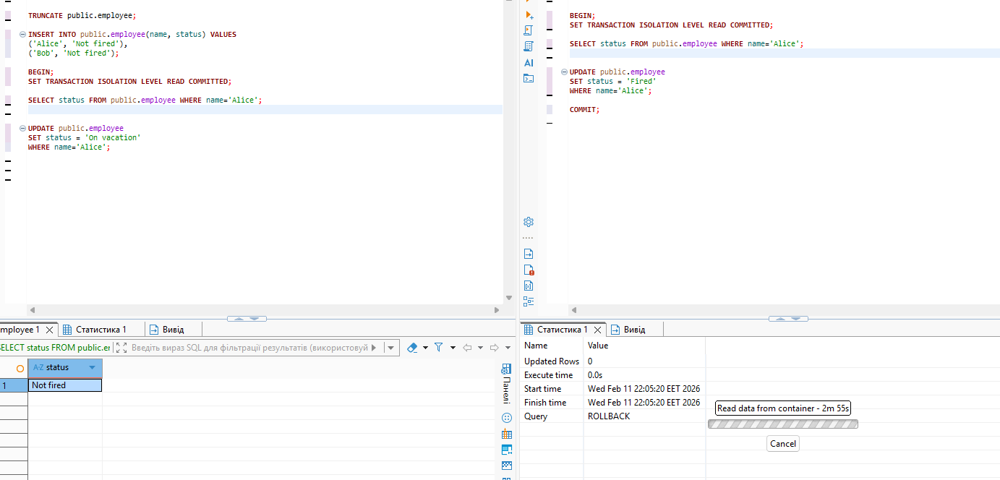 TRUNCATE public.employee;
INSERT INTO public.employee(name, status) VALUES
('Alice', 'Not fired'),
('Bob', 'Not fired');
BEGIN;
SET TRANSACTION ISOLATION LEVEL READ COMMITTED;
SELECT status FROM public.employee WHERE name='Alice';
UPDATE public.employee
SET status = 'On vacation'
WHERE name='Alice';
AI
BEGIN;
SET TRANSACTION ISOLATION LEVEL READ COMMITTED;
SELECT status FROM public.employee WHERE name='Alice';
UPDATE public.employee
SET status = 'Fired'
WHERE name='Alice';
COMMIT;
mployee 1 Статистика 1 Вивід
SELECT status FROM public.er Введіть вираз SQL для фільтрації результатів (використовуй
A-Z status
1 Not fired
Панелі
Статистика 1 Вивід
Name Value
Updated Rows 0
Execute time 0.0s
Start time Wed Feb 11 22:05:20 EET 2026
Finish time Wed Feb 11 22:05:20 EET 2026
Query ROLLBACK
Read data from container - 2m 55s
Cancel